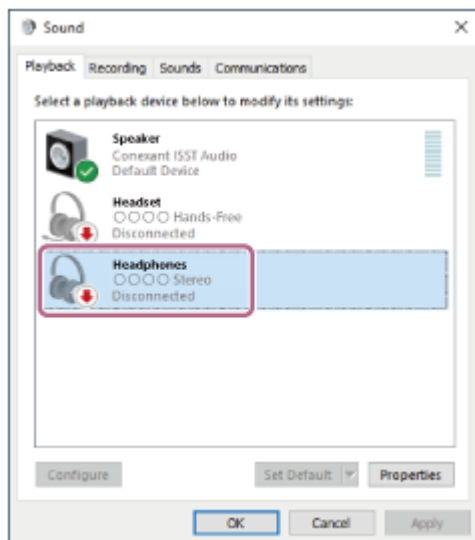 Sound
Playback Recording Sounds Communications
Select a playback device below to modify its settings:
Speaker
Conexant ISST Audio
Default Device
Headset
○○○○ Hands-Free
Disconnected
Headphones
○○○○ Stereo
Disconnected
Configure Set Default Properties
OK Cancel Apply